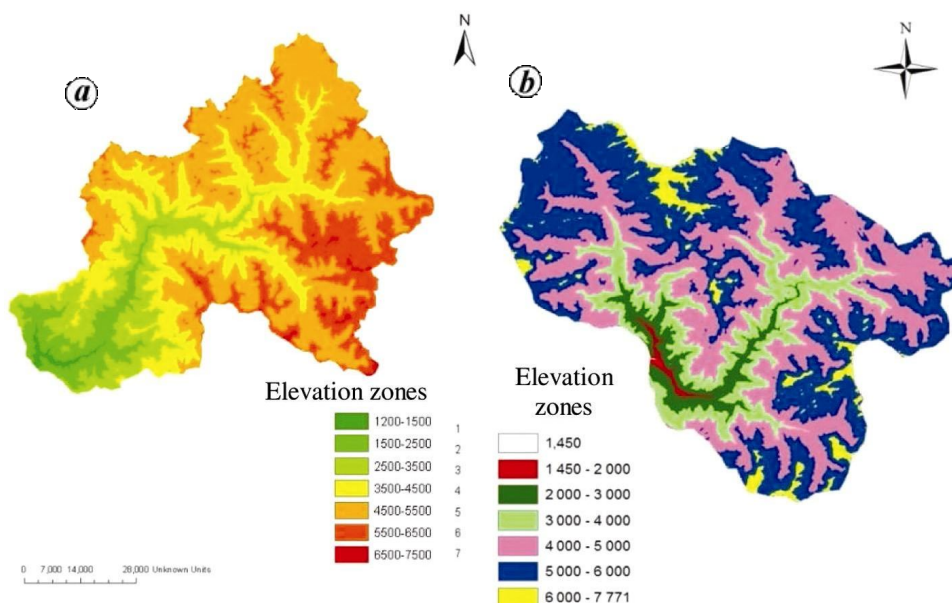 N
N
a
b
Elevation zones
1200-1500 1
1500-2500 2
2500-3500 3
3500-4500 4
4500-5500 5
5500-6500 6
6500-7500 7
0 7,000 14,000 28,000 Unknown Units
Elevation
zones
1,450
1 450 - 2 000
2 000 - 3 000
3 000 - 4 000
4 000 - 5 000
5 000 - 6 000
6 000 - 7 771